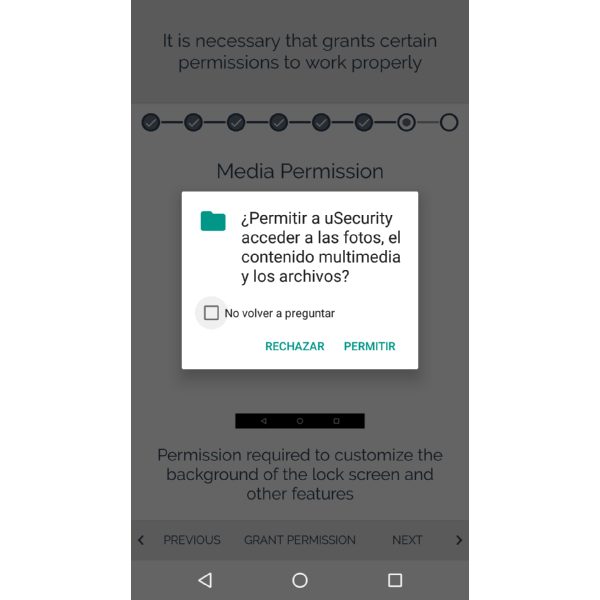 It is necessary that grants certain
permissions to work properly
Media Permission
¿Permitir a uSecurity
acceder a las fotos, el
contenido multimedia
y los archivos?
No volver a preguntar
RECHAZAR PERMITIR
Permission required to customize the
background of the lock screen and
other features
PREVIOUS GRANT PERMISSION NEXT